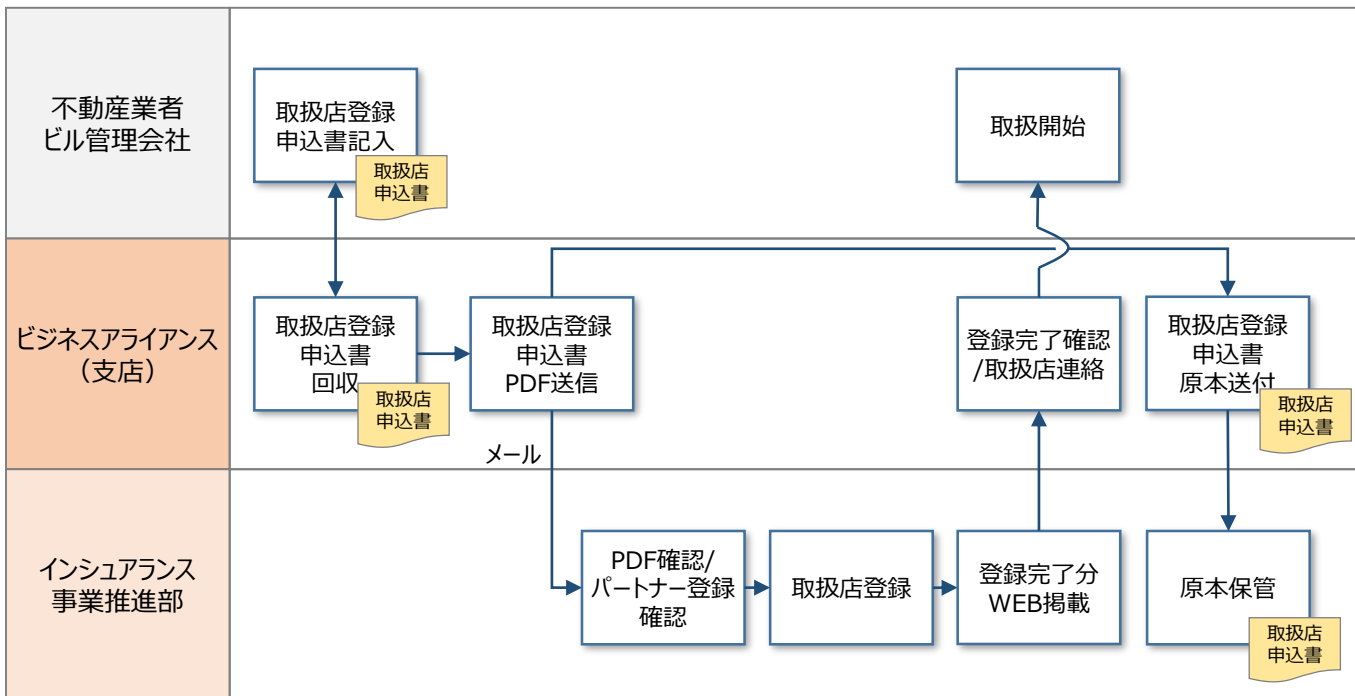 不動産業者
ビル管理会社
取扱店登録
申込書記入
取扱店
申込書
取扱開始
ビジネスアライアンス
（支店）
取扱店登録
申込書
回収
取扱店
申込書
取扱店登録
申込書
PDF送信
登録完了確認
/取扱店連絡
取扱店登録
申込書
原本送付
取扱店
申込書
メール
インシュアランス
事業推進部
PDF確認/
パートナー登録
確認
取扱店登録
登録完了分
WEB掲載
原本保管
取扱店
申込書